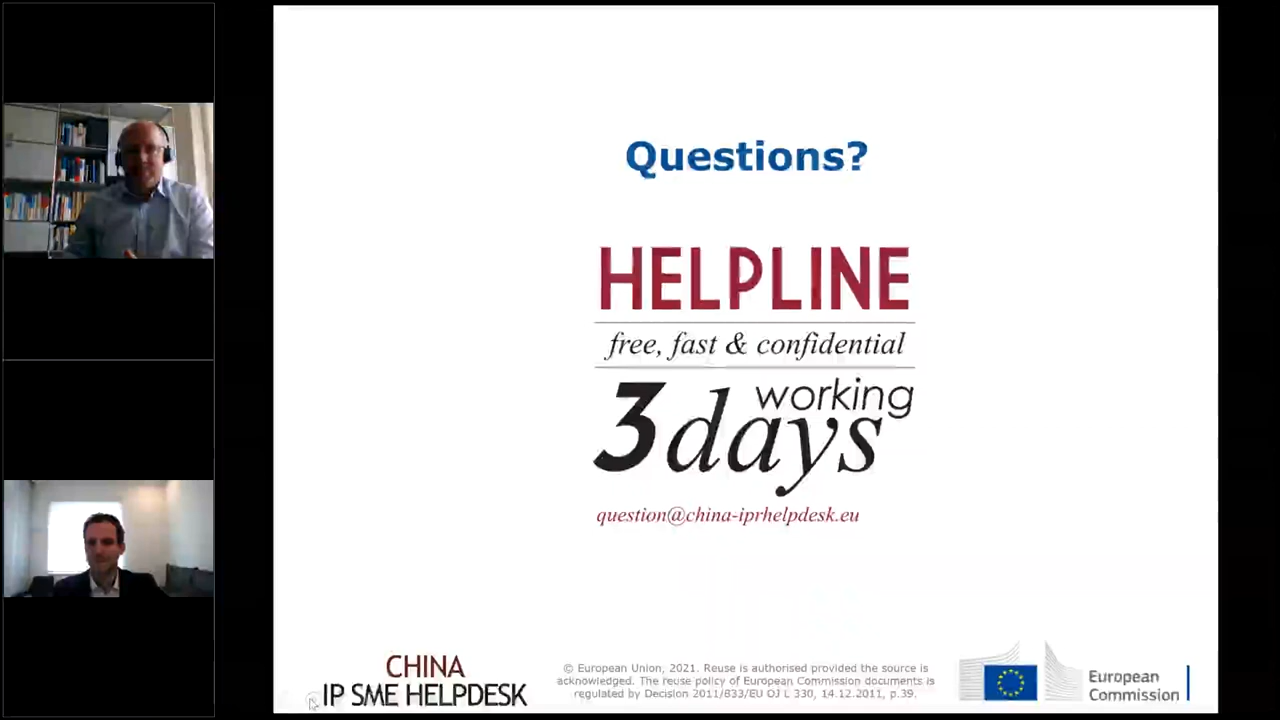 Questions?
HELPLINE
free, fast & confidential
3 working days
question@china-iprhelpdesk.eu
CHINA
IP SME HELPDESK
© European Union, 2021. Reuse is authorised provided the source is
acknowledged. The reuse policy of European Commission documents is
regulated by Decision 2011/833/EU OJ L 330, 14.12.2011, p.39.
European
Commission